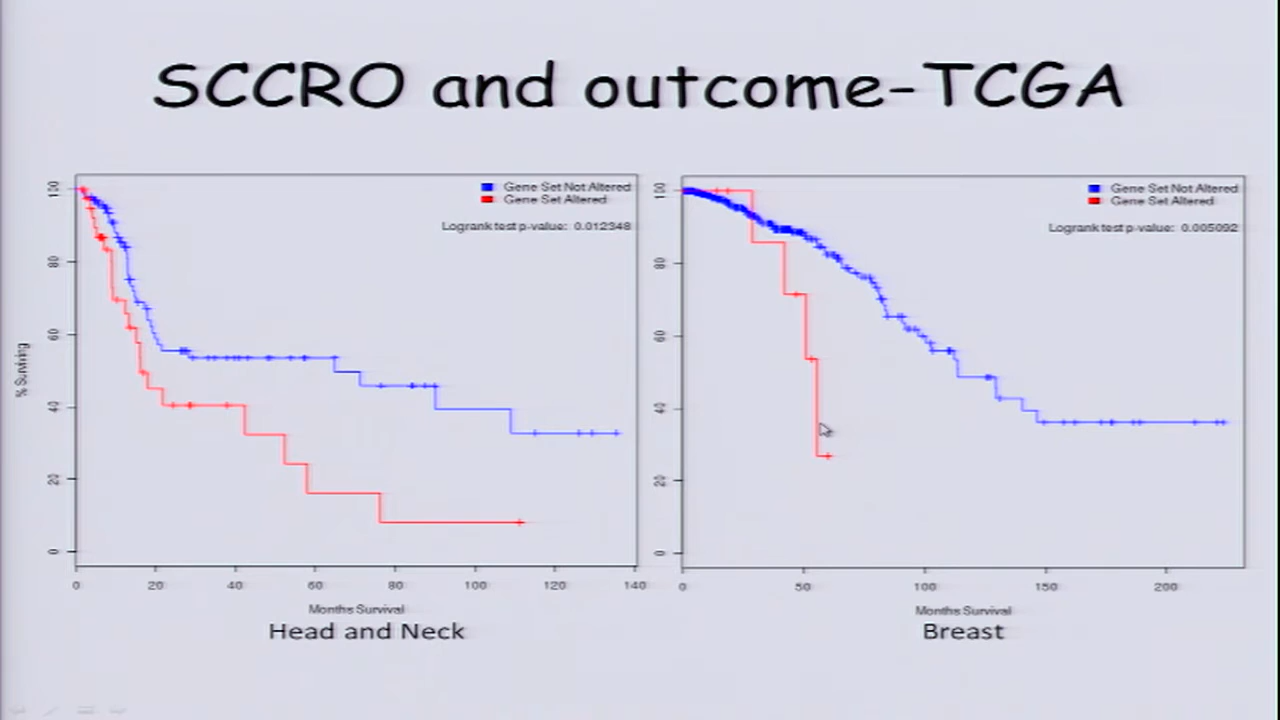 SCCRO and outcome-TCGA
Gene Set Not Altered
Gene Set Altered
Logrank test p-value: 0.012348
100
80
60
40
20
0
% Surviving
0 20 40 60 80 100 120 140
Months Survival
Head and Neck
Gene Set Not Altered
Gene Set Altered
Logrank test p-value: 0.005092
100
80
60
40
20
0
0 50 100 150 200
Months Survival
Breast